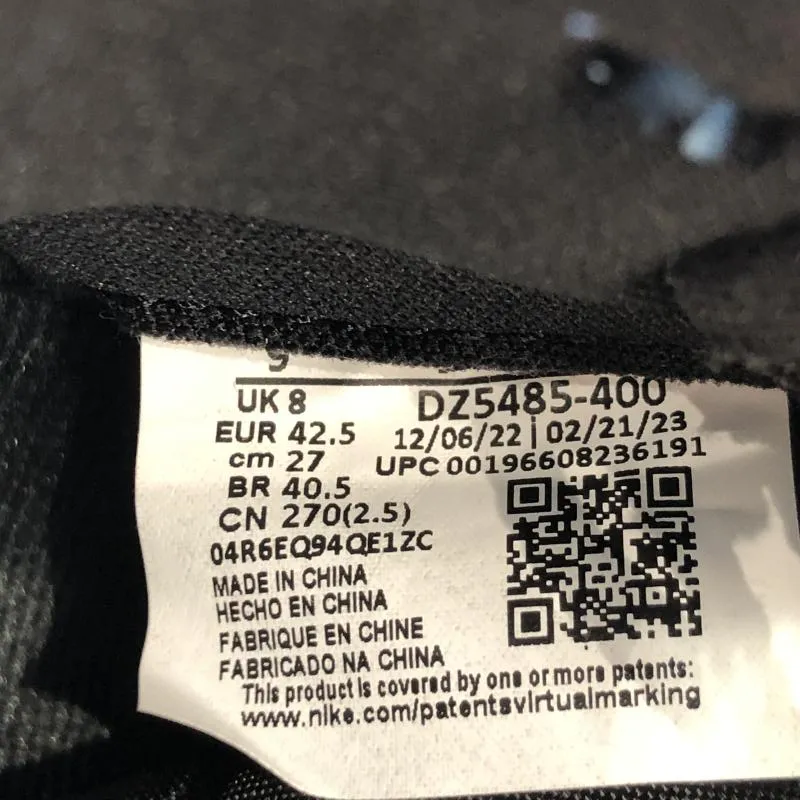 9
UK 8
DZ5485-400
EUR 42.5
12/06/22 | 02/21/23
cm 27
UPC 00196608236191
BR 40.5
CN 270(2.5)
04R6EQ94QE1ZC
MADE IN CHINA
HECHO EN CHINA
FABRIQUE EN CHINE
FABRICADO NA CHINA
This product is covered by one or more patents:
www.nike.com/patentsvirtualmarking